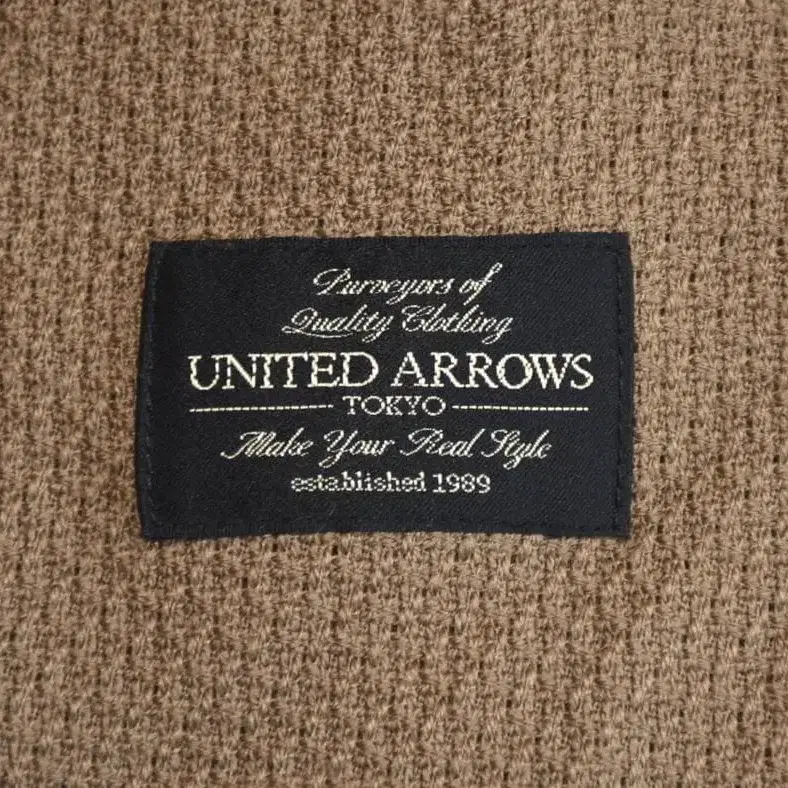 Purveyors of
Quality Clothing
UNITED ARROWS
TOKYO
Make Your Real Style
established 1989